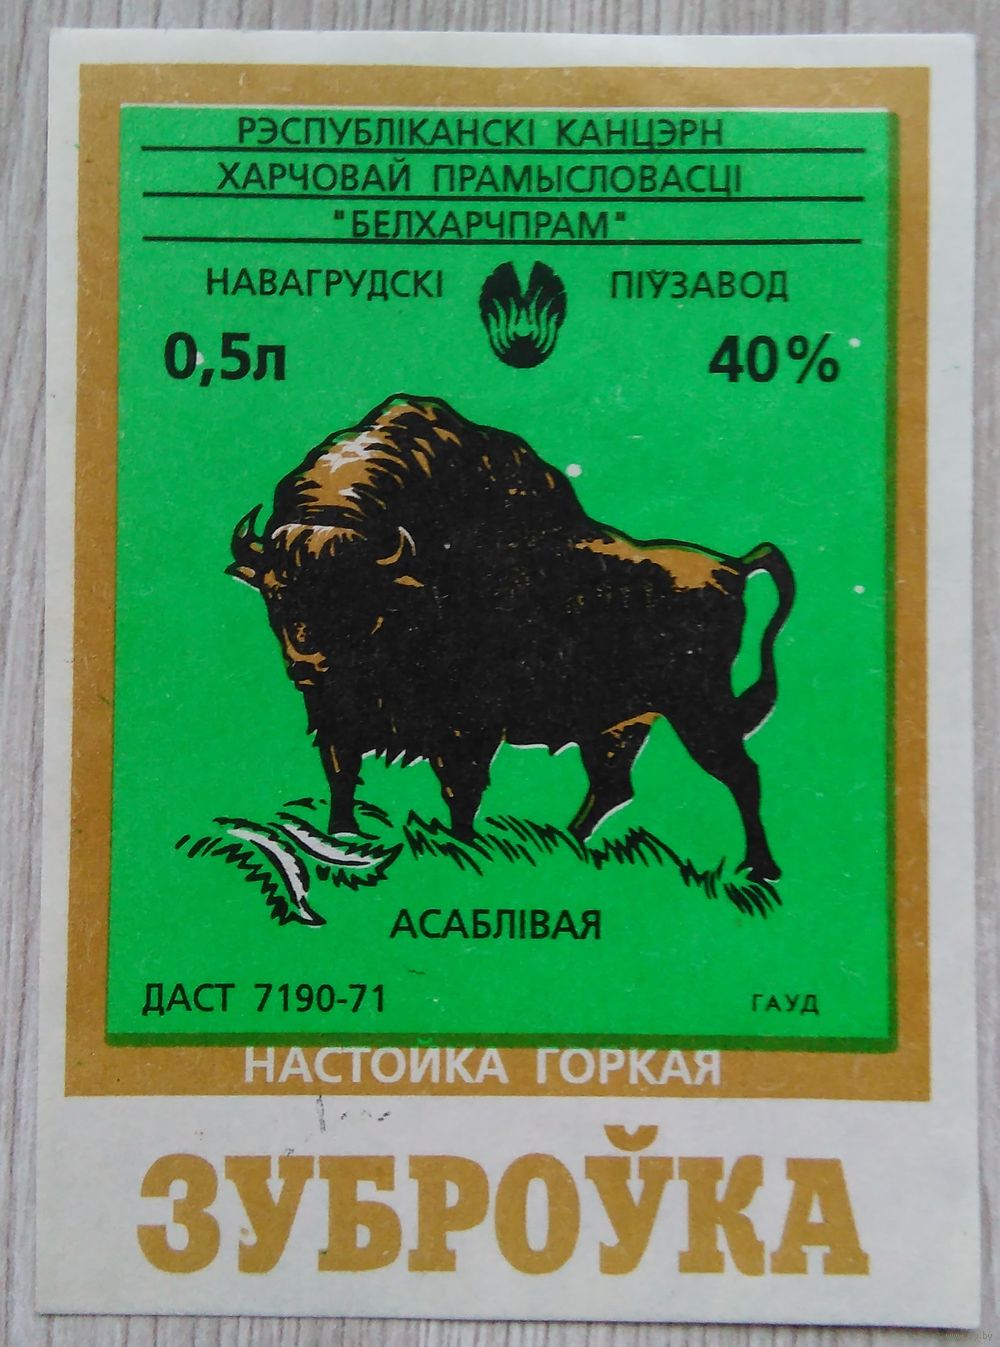 РЭСПУБЛІКАНСКІ КАНЦЭРН
ХАРЧОВАЙ ПРАМЫСЛОВАСЦІ
"БЕЛХАРЧПРАМ"
НАВАГРУДСКІ ПІЎЗАВОД
0,5л 40%
АСАБЛІВАЯ
ДАСТ 7190-71 ГАУД
НАСТОЙКА ГОРКАЯ
ЗУБРОЎКА